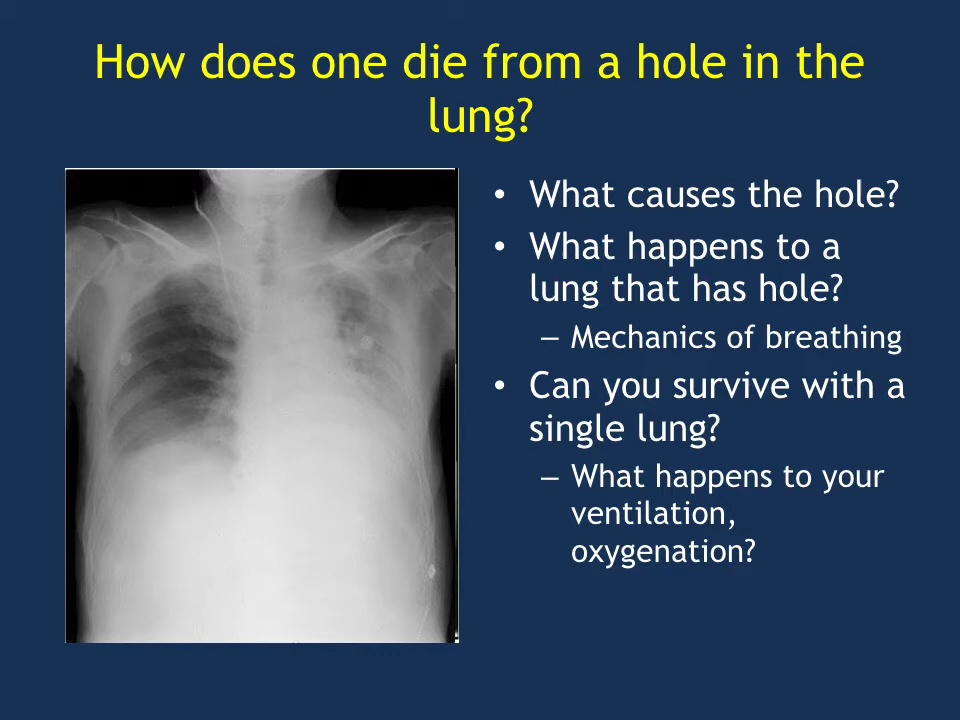 How does one die from a hole in the
lung?
• What causes the hole?
• What happens to a
lung that has hole?
– Mechanics of breathing
• Can you survive with a
single lung?
– What happens to your
ventilation,
oxygenation?